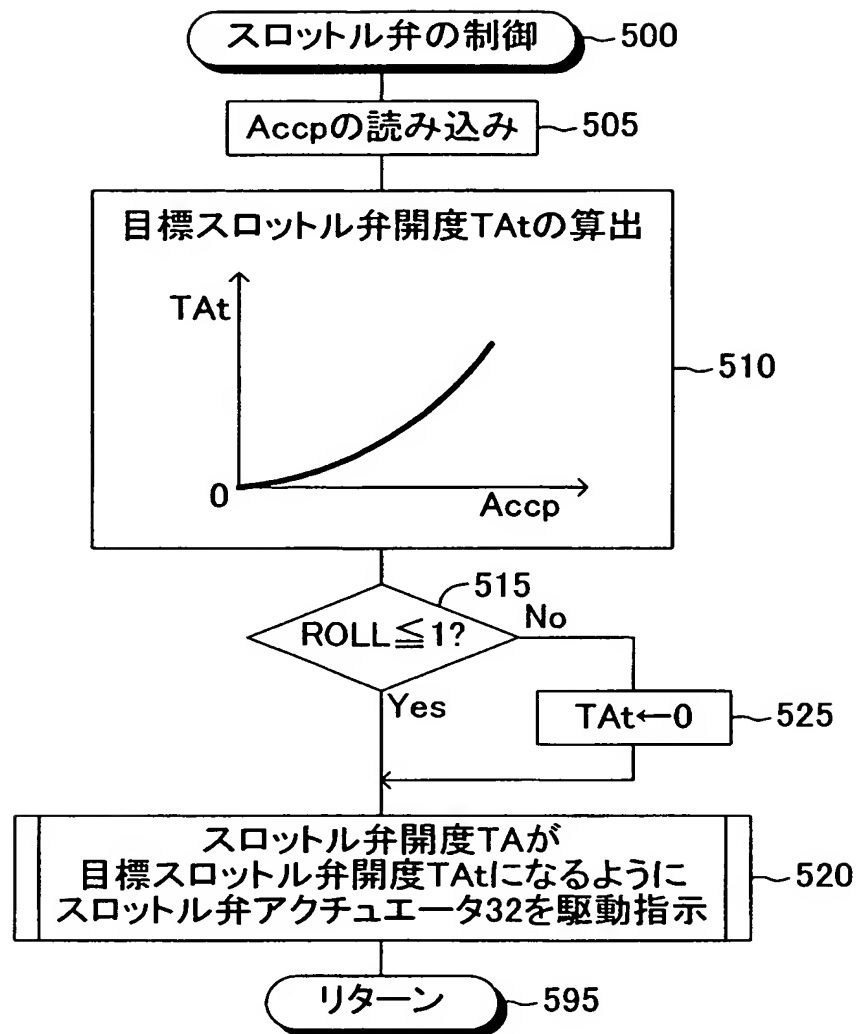 スロットル弁の制御
500
Accpの読み込み
505
目標スロットル弁開度TAtの算出
TAt
0
Accp
510
515
ROLL≦1?
No
Yes
TAt←0
525
スロットル弁開度TAが
目標スロットル弁開度TAtになるように
スロットル弁アクチュエータ32を駆動指示
520
リターン
595